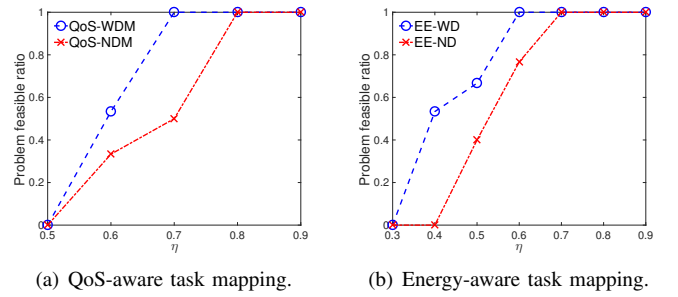 Problem feasible ratio
1
0.8
0.6
0.4
0.2
0
QoS-WDM
QoS-NDM
0.5 0.6 0.7 0.8 0.9
η
(a) QoS-aware task mapping.
Problem feasible ratio
1
0.8
0.6
0.4
0.2
0
EE-WD
EE-ND
0.3 0.4 0.5 0.6 0.7 0.8 0.9
η
(b) Energy-aware task mapping.